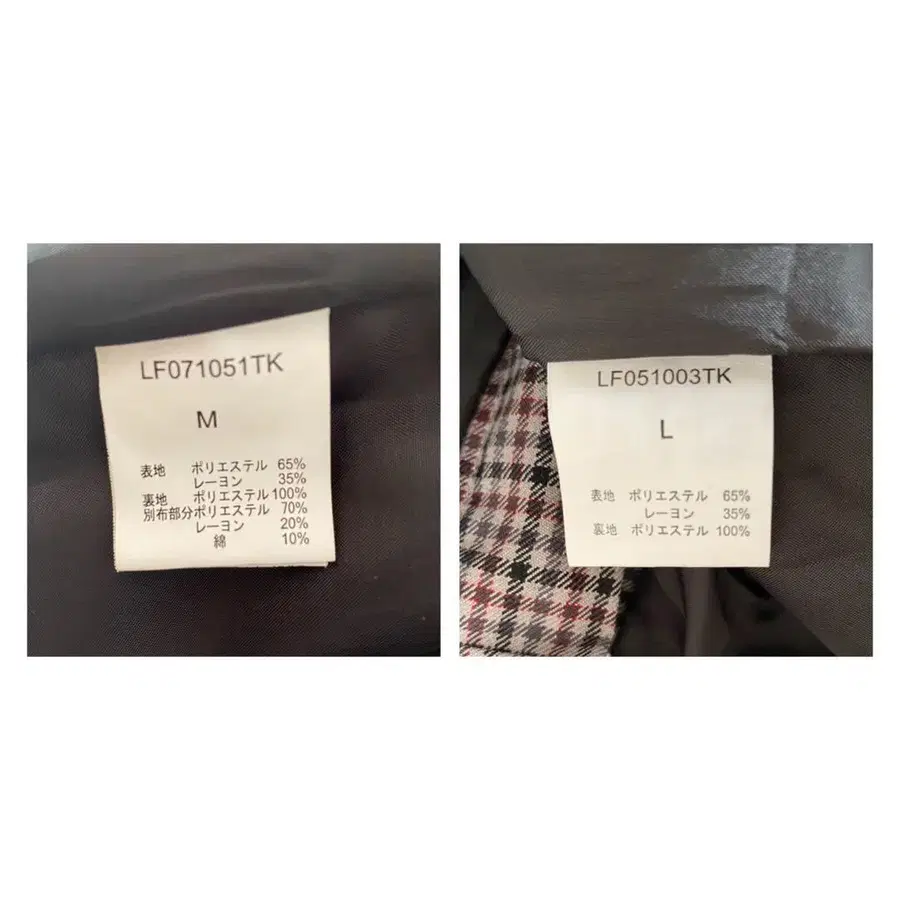 LF071051TK
M
表地 ポリエステル 65%
レーヨン 35%
裏地 ポリエステル 100%
別布部分 ポリエステル 70%
レーヨン 20%
綿 10%
LF051003TK
L
表地 ポリエステル 65%
レーヨン 35%
裏地 ポリエステル 100%